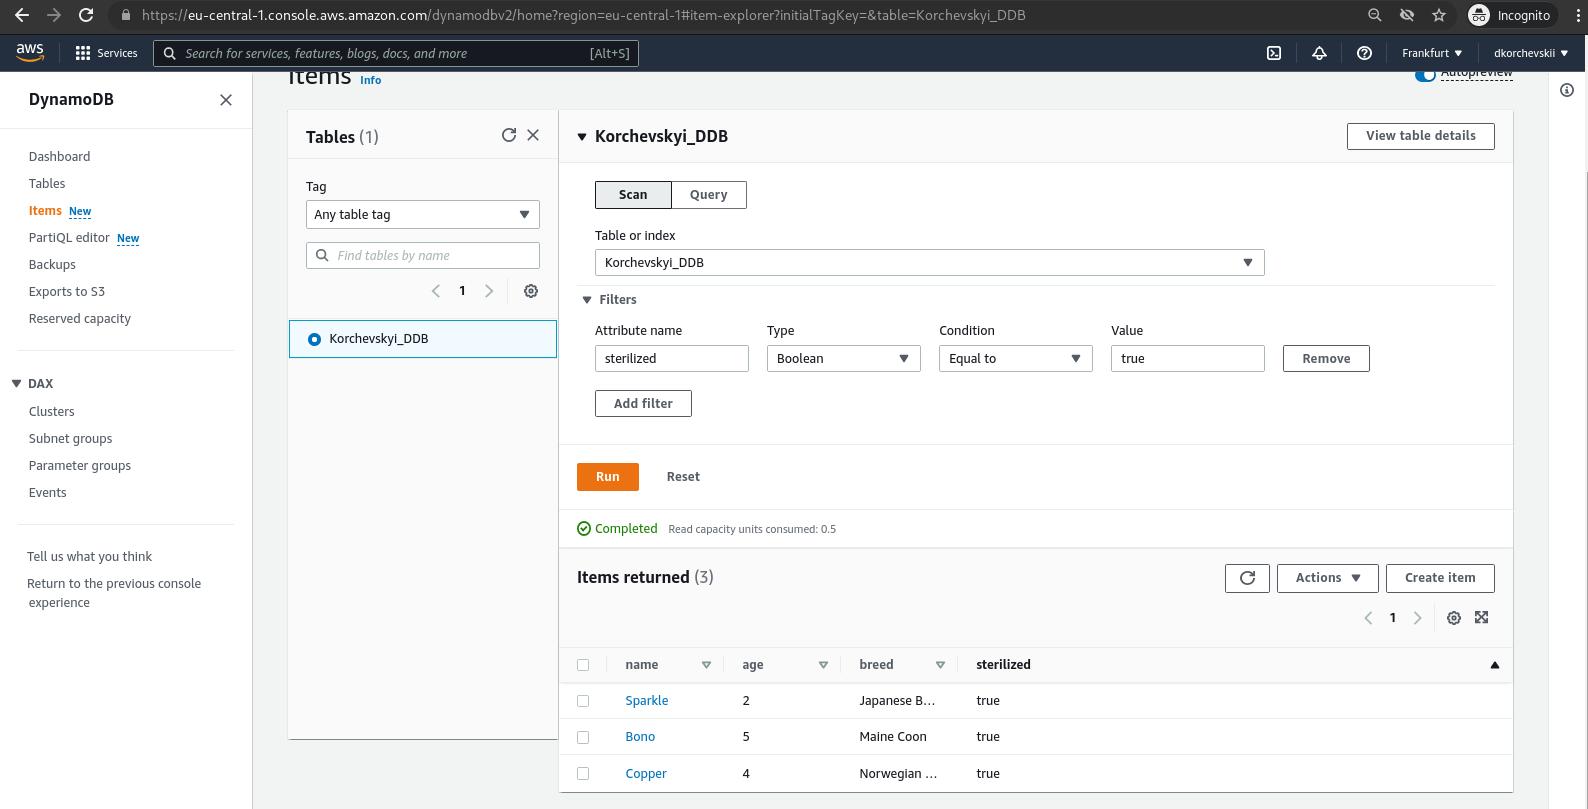 https://eu-central-1.console.aws.amazon.com/dynamodbv2/home?region=eu-central-1#item-explorer?initialTagKey=&table=Korchevskyi_DDB
Incognito
aws
Services
Search for services, features, blogs, docs, and more
[Alt+S]
Frankfurt
dkorchevskii
DynamoDB
Dashboard
Tables
Items New
PartiQL editor New
Backups
Exports to S3
Reserved capacity
DAX
Clusters
Subnet groups
Parameter groups
Events
Tell us what you think
Return to the previous console
experience
Items Info
Autopreview
Tables (1)
Tag
Any table tag
Find tables by name
1
Korchevskyi_DDB
Korchevskyi_DDB
View table details
Scan Query
Table or index
Korchevskyi_DDB
Filters
Attribute name Type Condition Value
sterilized Boolean Equal to true Remove
Add filter
Run Reset
Completed Read capacity units consumed: 0.5
Items returned (3)
Actions Create item
1
name age breed sterilized
Sparkle 2 Japanese B... true
Bono 5 Maine Coon true
Copper 4 Norwegian ... true